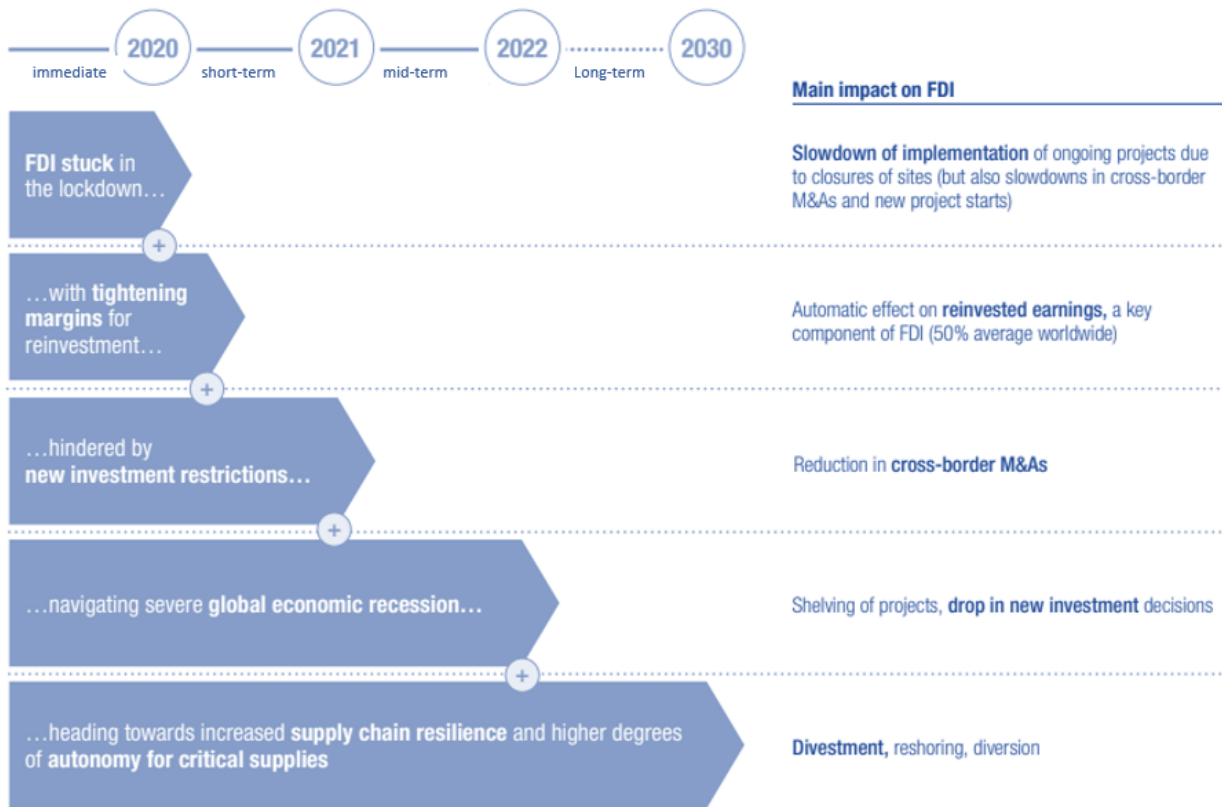 2020
2021
2022
2030
immediate
short-term
mid-term
Long-term
Main impact on FDI
FDI stuck in
the lockdown…
Slowdown of implementation of ongoing projects due
to closures of sites (but also slowdowns in cross-border
M&As and new project starts)
+
…with tightening
margins for
reinvestment…
Automatic effect on reinvested earnings, a key
component of FDI (50% average worldwide)
+
…hindered by
new investment restrictions…
Reduction in cross-border M&As
+
…navigating severe global economic recession…
Shelving of projects, drop in new investment decisions
+
…heading towards increased supply chain resilience and higher degrees
of autonomy for critical supplies
Divestment, reshoring, diversion